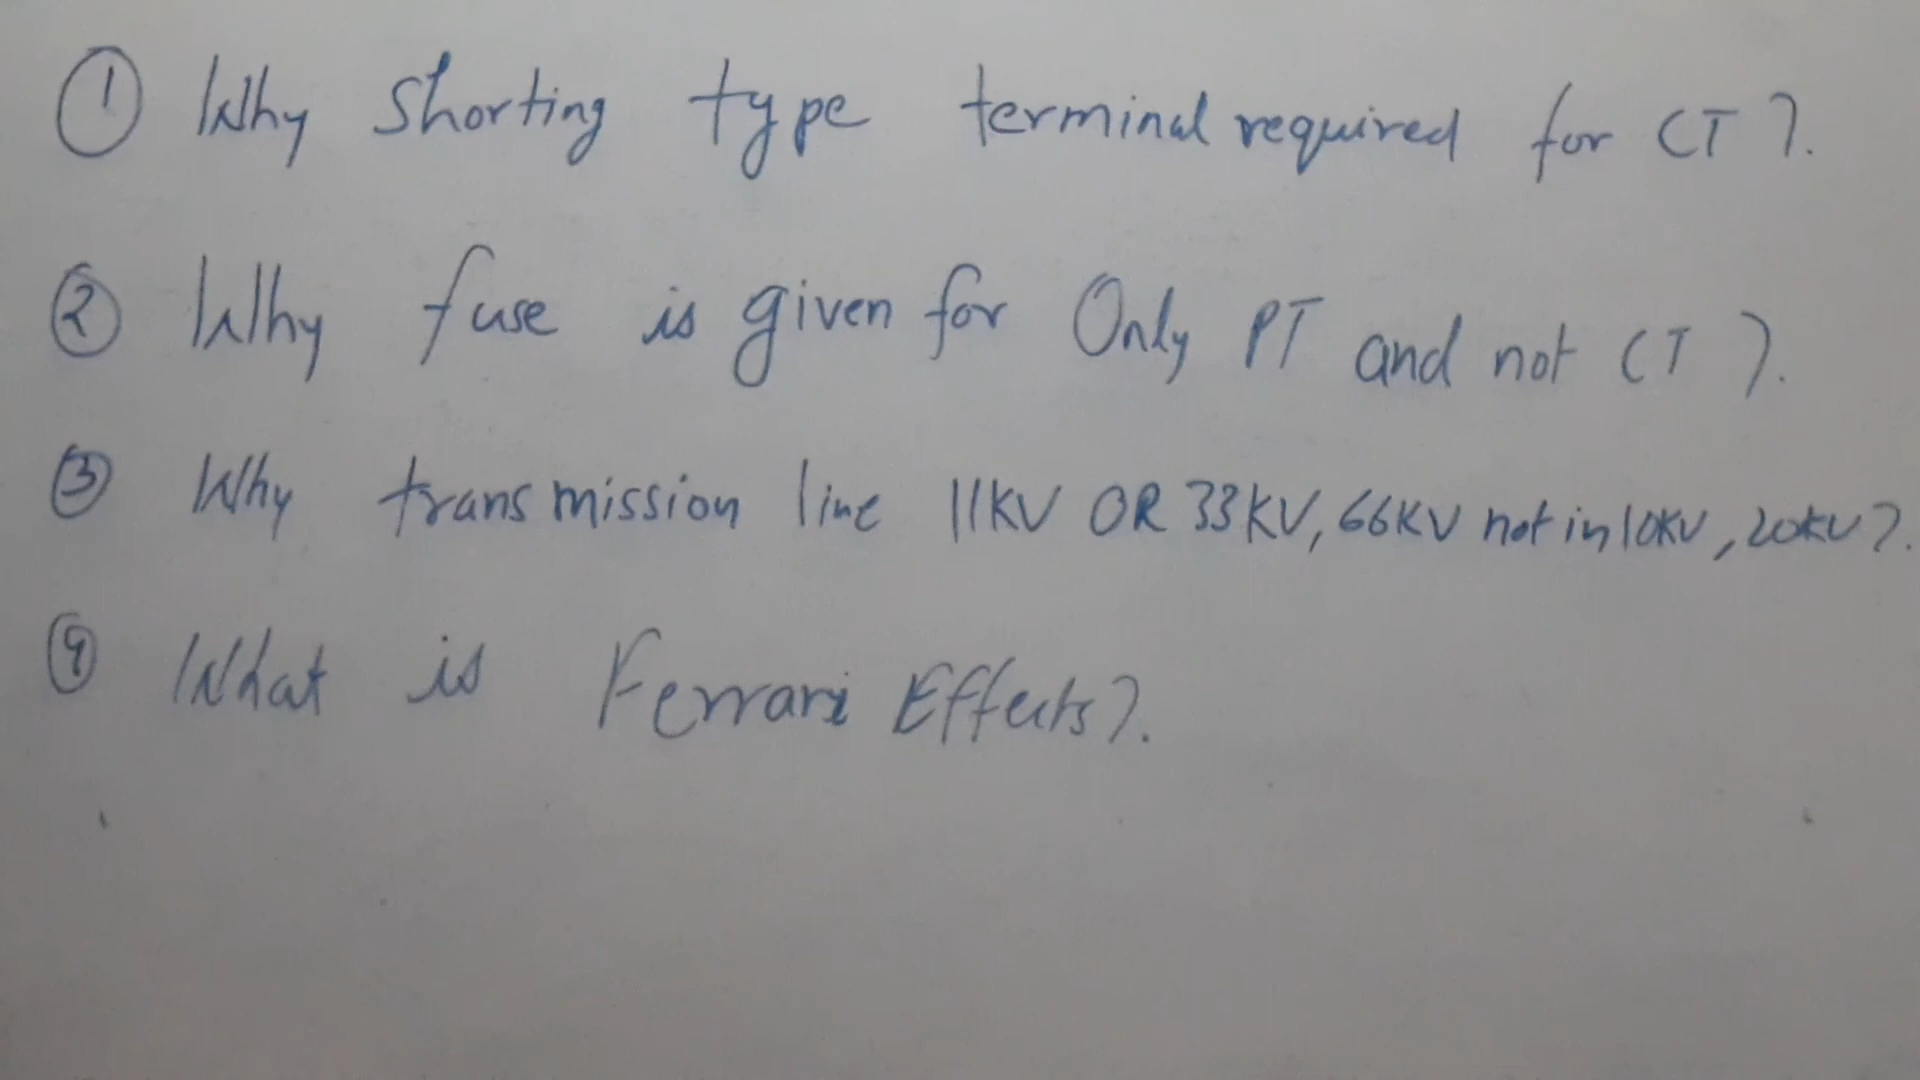 ① Why Shorting type terminal required for CT?.
② Why fuse is given for Only PT and not CT?.
③ Why transmission line 11KV OR 33KV, 66KV not in 10KV, 20KV?.
④ What is Ferrari Effects?.